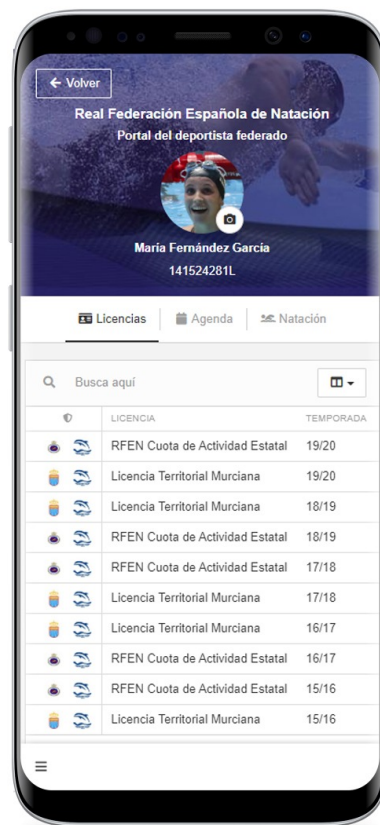 Volver
Real Federación Española de Natación
Portal del deportista federado
María Fernández García
141524281L
Licencias Agenda Natación
Busca aquí
LICENCIA TEMPORADA
RFEN Cuota de Actividad Estatal 19/20
Licencia Territorial Murciana 19/20
Licencia Territorial Murciana 18/19
RFEN Cuota de Actividad Estatal 18/19
RFEN Cuota de Actividad Estatal 17/18
Licencia Territorial Murciana 17/18
Licencia Territorial Murciana 16/17
RFEN Cuota de Actividad Estatal 16/17
RFEN Cuota de Actividad Estatal 15/16
Licencia Territorial Murciana 15/16